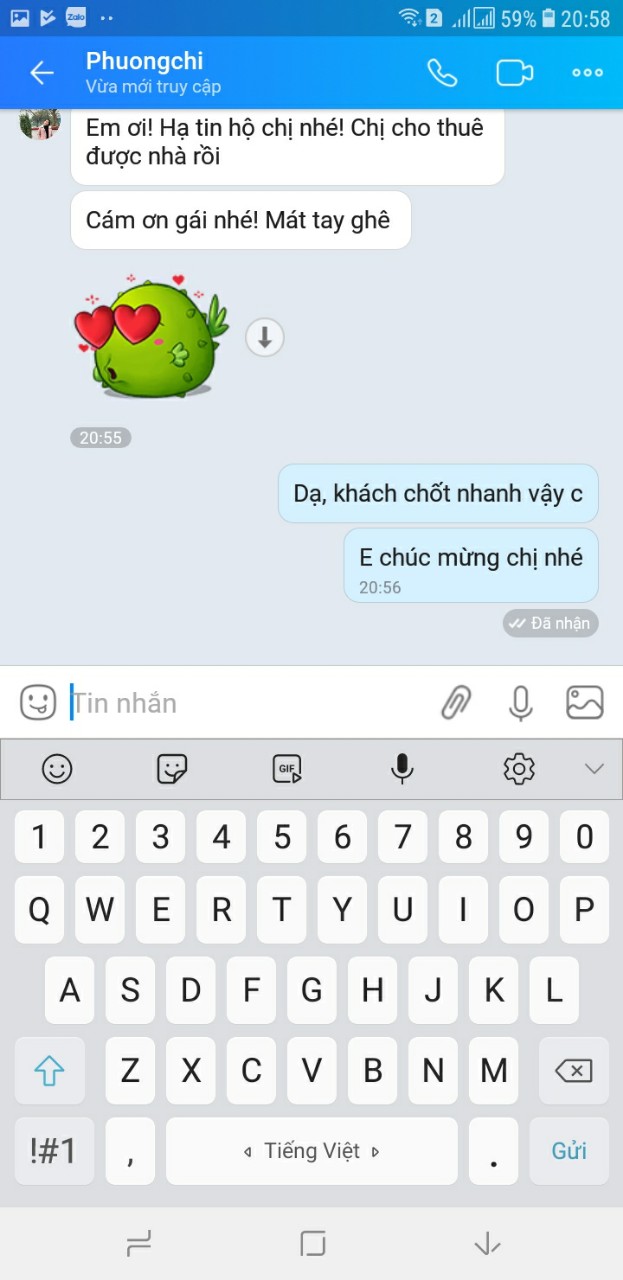 Zalo
2
59%
20:58
Phuongchi
Vừa mới truy cập
Em ơi! Hạ tin hộ chị nhé! Chị cho thuê
được nhà rồi
Cám ơn gái nhé! Mát tay ghê
20:55
Dạ, khách chốt nhanh vậy c
E chúc mừng chị nhé
20:56
Đã nhận
Tin nhắn
GIF
1 2 3 4 5 6 7 8 9 0
Q W E R T Y U I O P
A S D F G H J K L
Z X C V B N M
!#1 , Tiếng Việt . Gửi